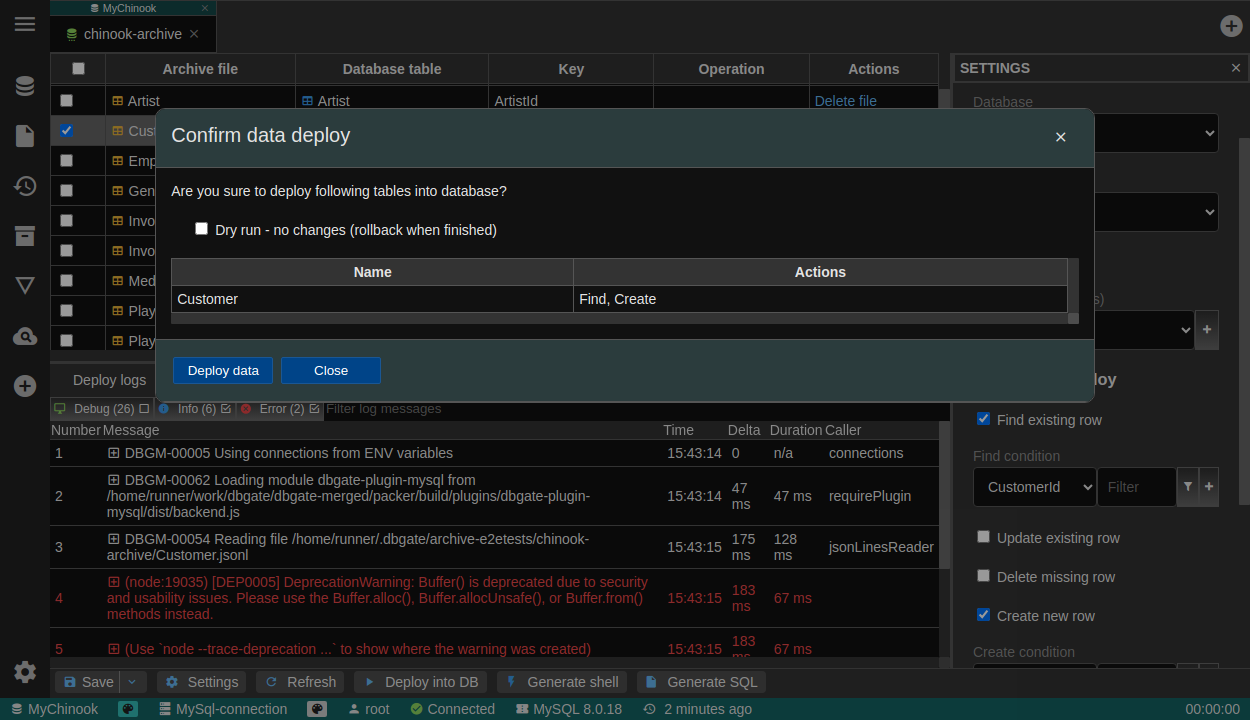 MyChinook
chinook-archive
Archive file
Database table
Key
Operation
Actions
SETTINGS
Database
Artist
Artist
ArtistId
Delete file
Confirm data deploy
Are you sure to deploy following tables into database?
Dry run - no changes (rollback when finished)
Name
Actions
Customer
Find, Create
Deploy data
Close
Deploy logs
Debug (26)
Info (6)
Error (2)
Filter log messages
Number
Message
Time
Delta
Duration
Caller
1
DBGM-00005 Using connections from ENV variables
15:43:14
0
n/a
connections
2
DBGM-00062 Loading module dbgate-plugin-mysql from
/home/runner/work/dbgate/dbgate-merged/packer/build/plugins/dbgate-plugin-
mysql/dist/backend.js
15:43:14
47
ms
47 ms
requirePlugin
3
DBGM-00054 Reading file /home/runner/.dbgate/archive-e2etests/chinook-
archive/Customer.jsonl
15:43:15
175
ms
128
ms
jsonLinesReader
4
(node:19035) [DEP0005] DeprecationWarning: Buffer() is deprecated due to security
and usability issues. Please use the Buffer.alloc(), Buffer.allocUnsafe(), or Buffer.from()
methods instead.
15:43:15
183
ms
67 ms
5
(Use `node --trace-deprecation ...` to show where the warning was created)
15:43:15
183
ms
67 ms
Find existing row
Find condition
CustomerId
Filter
Update existing row
Delete missing row
Create new row
Create condition
Save
Settings
Refresh
Deploy into DB
Generate shell
Generate SQL
MyChinook
MySql-connection
root
Connected
MySQL 8.0.18
2 minutes ago
00:00:00